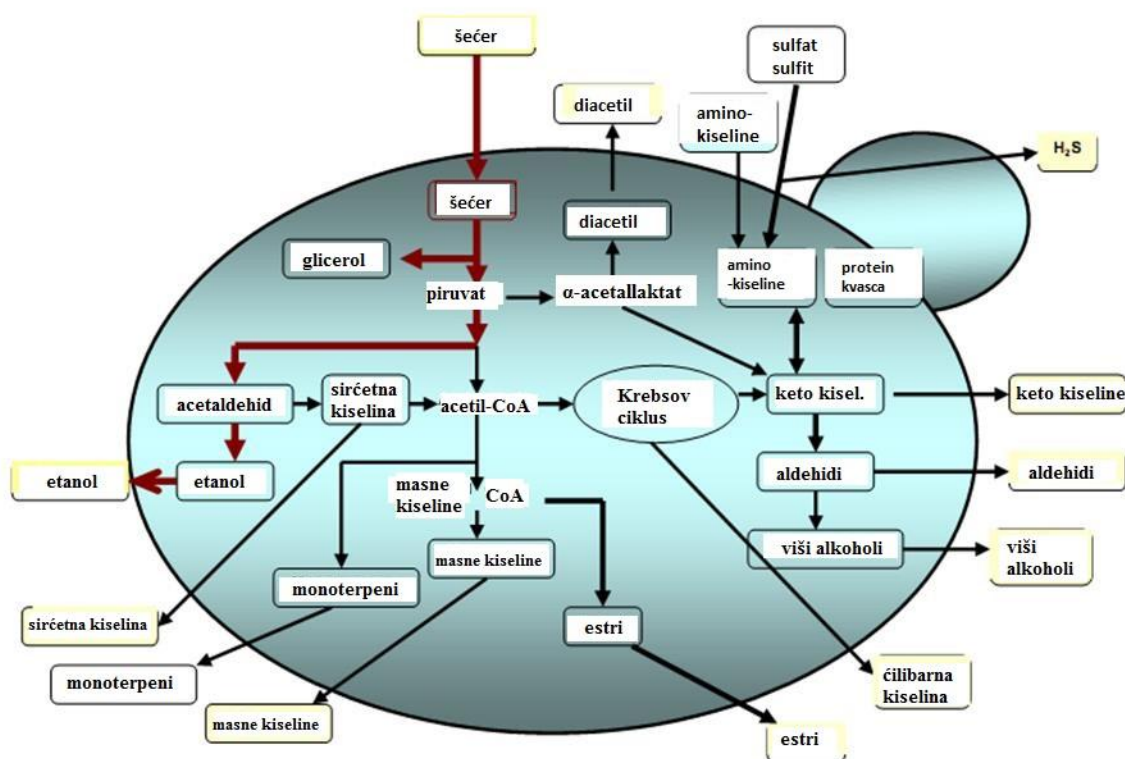 šećer
sulfat
sulfit
diacetil
amino-
kiseline
H₂S
šećer
diacetil
glicerol
amino
-kiseline
protein
kvasca
piruvat
α-acetallaktat
acetaldehid
sirćetna
kiselina
acetil-CoA
Krebsov
ciklus
keto kisel.
keto kiseline
etanol
etanol
masne
kiseline
CoA
aldehidi
aldehidi
masne kiseline
viši alkoholi
viši
alkoholi
monoterpeni
sirćetna kiselina
estri
monoterpeni
ćilibarna
kiselina
masne kiseline
estri